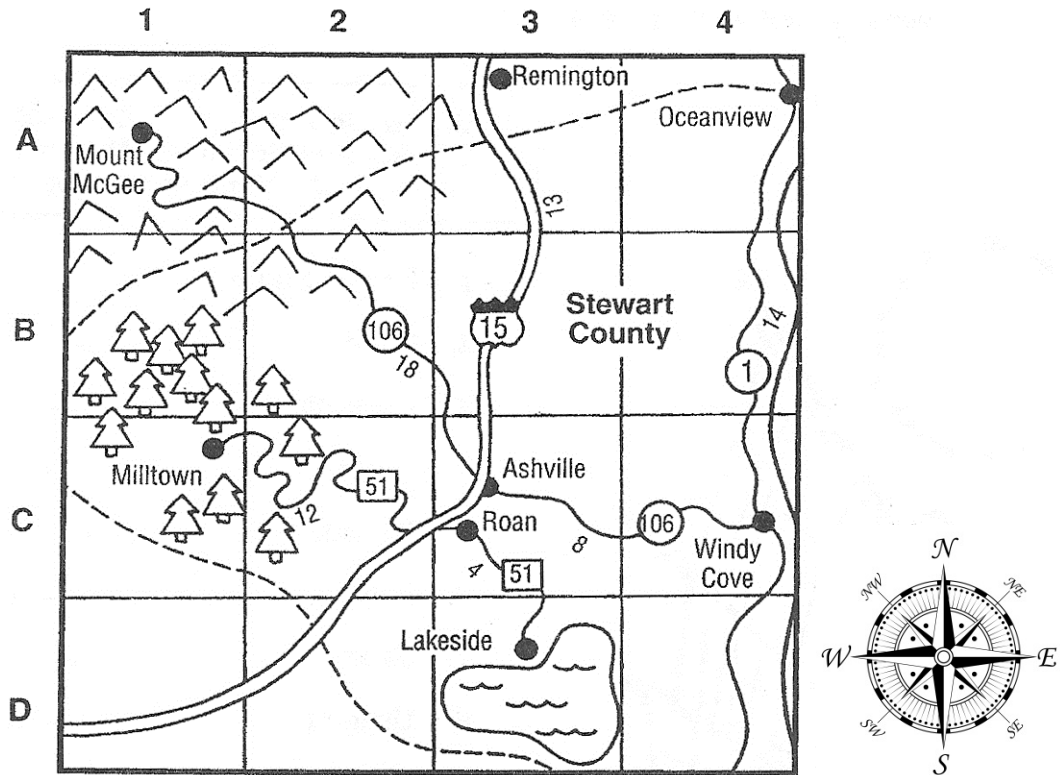 1 2 3 4
A
Remington
Oceanview
Mount
McGee
13
B
106
18
15
Stewart
County
14
1
C
Milltown
51
12
Ashville
Roan
8
106
Windy
Cove
4
51
D
Lakeside
N
NW
NE
W
E
SW
SE
S